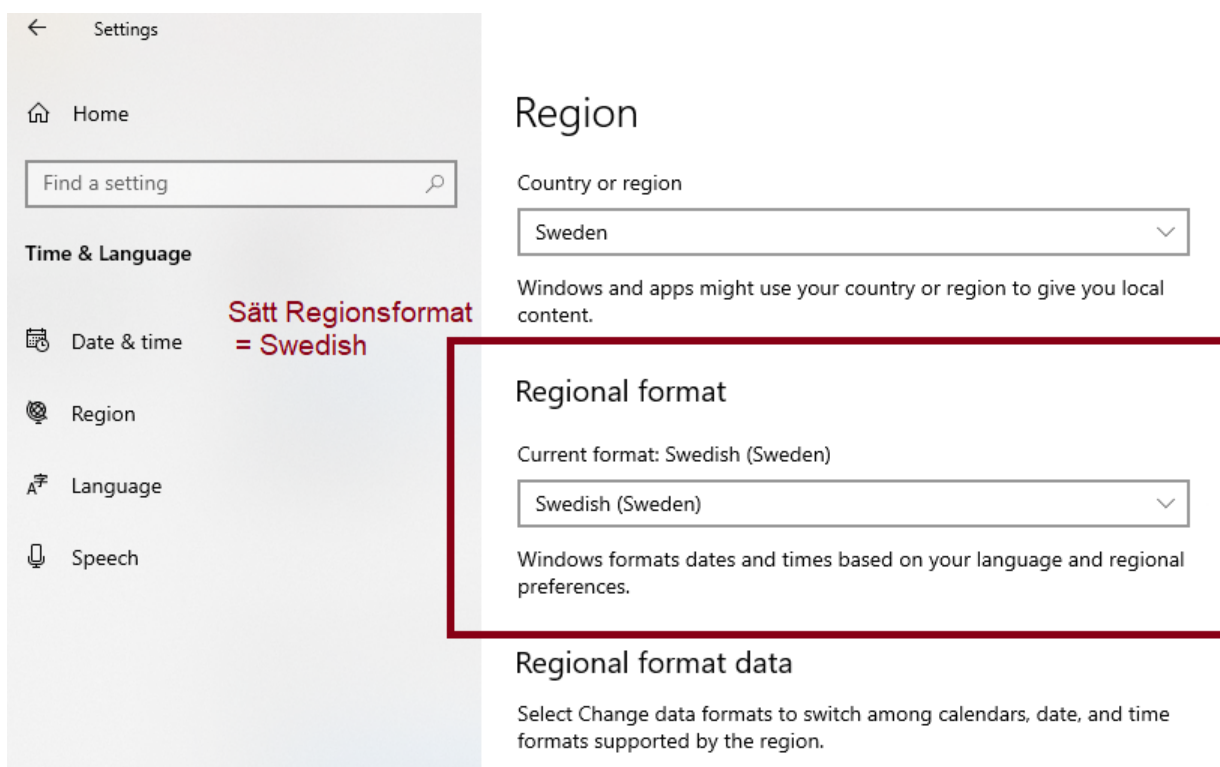 Settings
Home
Find a setting
Time & Language
Sätt Regionsformat
= Swedish
Date & time
Region
Language
Speech
Region
Country or region
Sweden
Windows and apps might use your country or region to give you local
content.
Regional format
Current format: Swedish (Sweden)
Swedish (Sweden)
Windows formats dates and times based on your language and regional
preferences.
Regional format data
Select Change data formats to switch among calendars, date, and time
formats supported by the region.